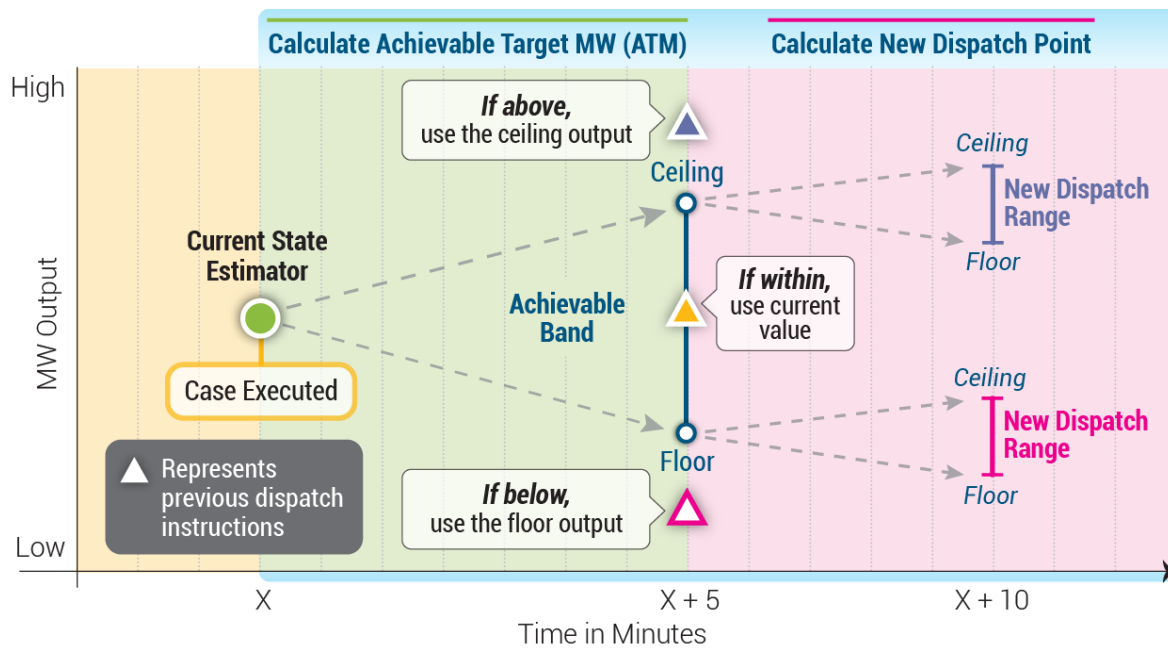 Calculate Achievable Target MW (ATM)
Calculate New Dispatch Point
High
MW Output
Low
If above,
use the ceiling output
Ceiling
Current State
Estimator
Case Executed
Achievable
Band
If within,
use current
value
Floor
If below,
use the floor output
Represents
previous dispatch
instructions
Ceiling
New Dispatch
Range
Floor
Ceiling
New Dispatch
Range
Floor
X
X + 5
X + 10
Time in Minutes